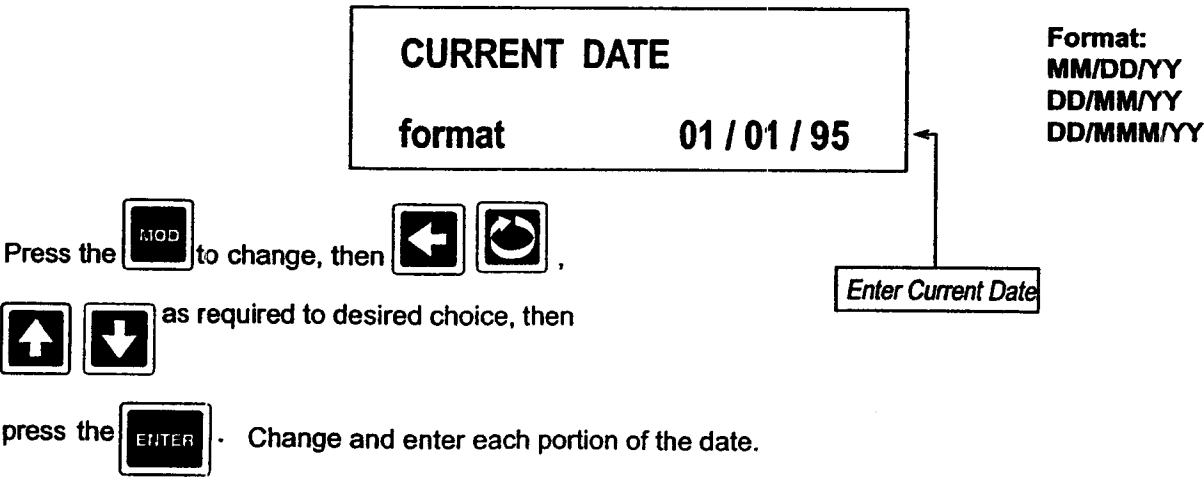 CURRENT DATE
format 01 / 01 / 95
Format:
MM/DD/YY
DD/MM/YY
DD/MMM/YY
Press the MOD to change, then ,
Enter Current Date
as required to desired choice, then
press the ENTER . Change and enter each portion of the date.